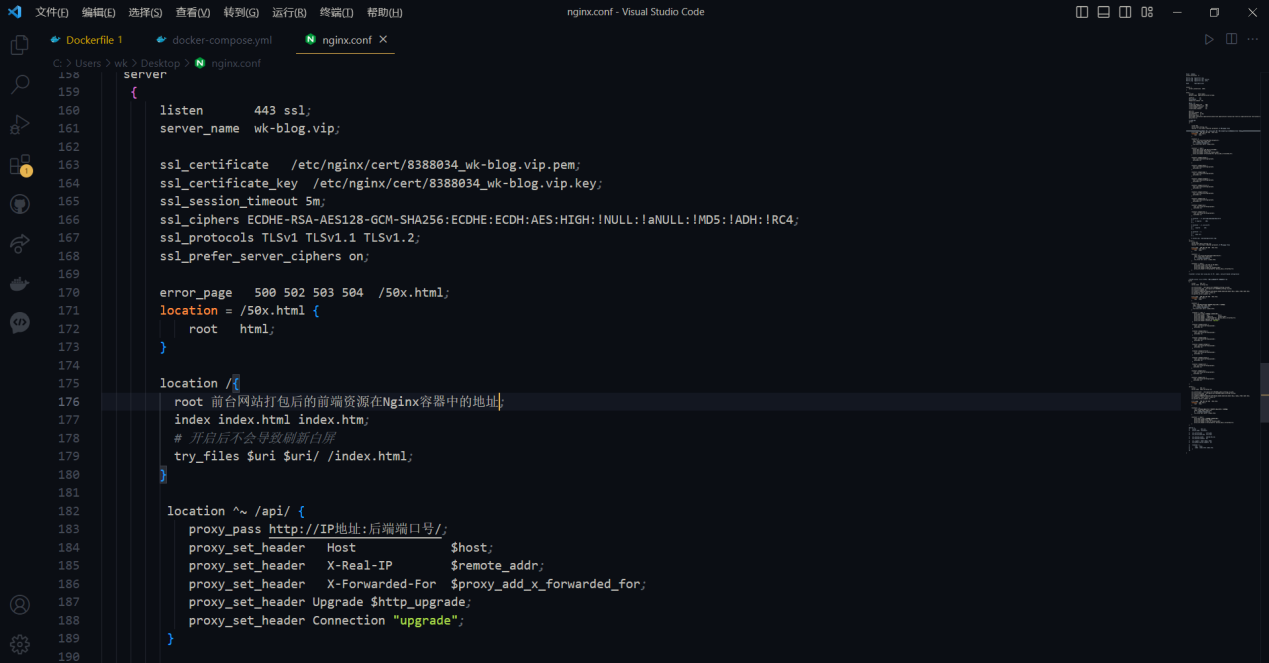 文件(F) 编辑(E) 选择(S) 查看(V) 转到(G) 运行(R) 终端(T) 帮助(H) nginx.conf - Visual Studio Code
Dockerfile 1 docker-compose.yml nginx.conf
C: > Users > wk > Desktop > nginx.conf
158 server
159 {
160 listen 443 ssl;
161 server_name wk-blog.vip;
162
163 ssl_certificate /etc/nginx/cert/8388034_wk-blog.vip.pem;
164 ssl_certificate_key /etc/nginx/cert/8388034_wk-blog.vip.key;
165 ssl_session_timeout 5m;
166 ssl_ciphers ECDHE-RSA-AES128-GCM-SHA256:ECDHE:ECDH:AES:HIGH:!NULL:!aNULL:!MD5:!ADH:!RC4;
167 ssl_protocols TLSv1 TLSv1.1 TLSv1.2;
168 ssl_prefer_server_ciphers on;
169
170 error_page 500 502 503 504 /50x.html;
171 location = /50x.html {
172 root html;
173 }
174
175 location /{
176 root 前台网站打包后的前端资源在Nginx容器中的地址;
177 index index.html index.htm;
178 # 开启后不会导致刷新白屏
179 try_files $uri $uri/ /index.html;
180 }
181
182 location ^~ /api/ {
183 proxy_pass http://IP地址:后端端口号/;
184 proxy_set_header Host $host;
185 proxy_set_header X-Real-IP $remote_addr;
186 proxy_set_header X-Forwarded-For $proxy_add_x_forwarded_for;
187 proxy_set_header Upgrade $http_upgrade;
188 proxy_set_header Connection "upgrade";
189 }
190
1